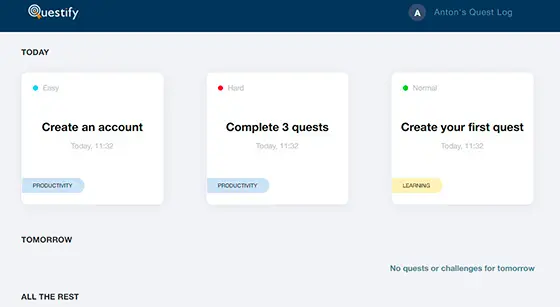 Questify
A Anton's Quest Log
TODAY
Easy
Create an account
Today, 11:32
PRODUCTIVITY
Hard
Complete 3 quests
Today, 11:32
PRODUCTIVITY
Normal
Create your first quest
Today, 11:32
LEARNING
TOMORROW
No quests or challenges for tomorrow
ALL THE REST